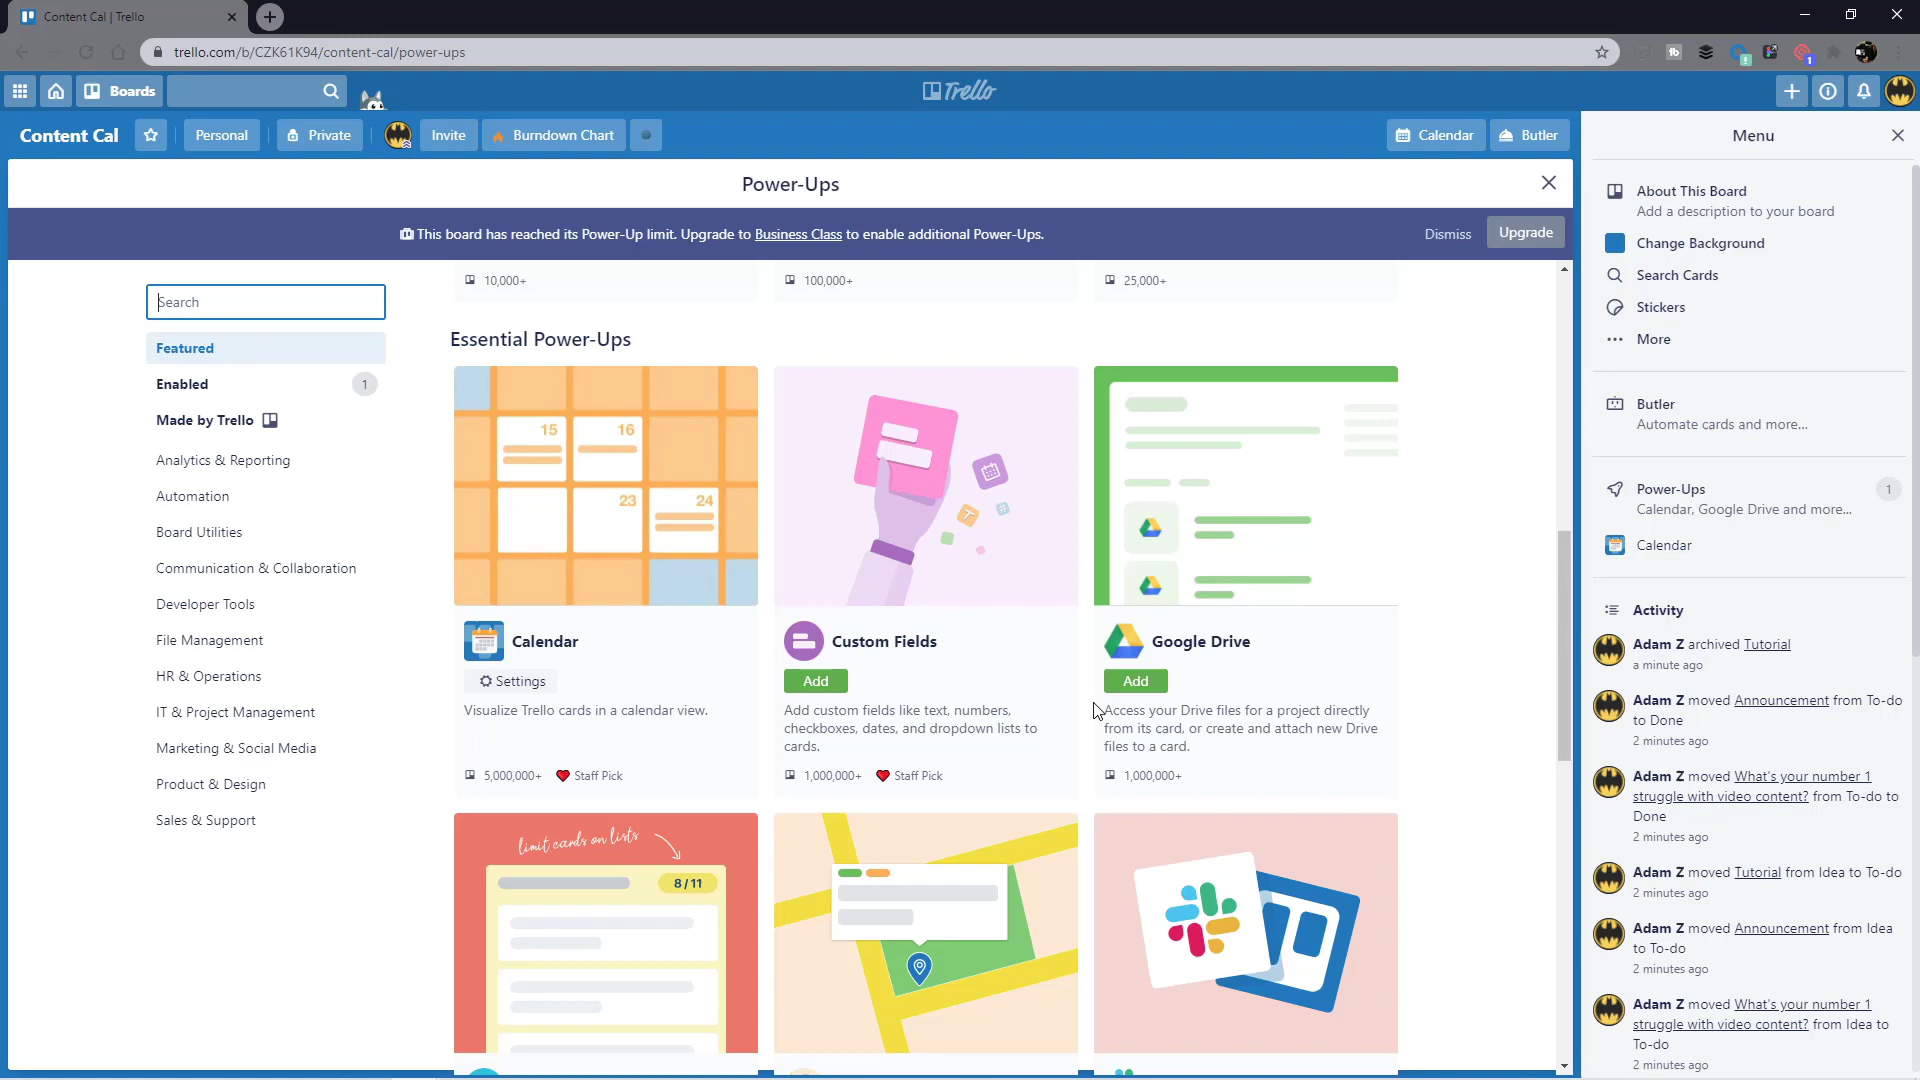 Content Cal | Trello
trello.com/b/CZK61K94/content-cal/power-ups
Boards
Trello
Content Cal
Personal
Private
Invite
Burndown Chart
Calendar
Butler
Power-Ups
This board has reached its Power-Up limit. Upgrade to Business Class to enable additional Power-Ups.
Dismiss
Upgrade
Search
Featured
Enabled
1
Made by Trello
Analytics & Reporting
Automation
Board Utilities
Communication & Collaboration
Developer Tools
File Management
HR & Operations
IT & Project Management
Marketing & Social Media
Product & Design
Sales & Support
10,000+
100,000+
25,000+
Essential Power-Ups
15
16
23
24
Calendar
Settings
Visualize Trello cards in a calendar view.
5,000,000+
Staff Pick
Custom Fields
Add
Add custom fields like text, numbers,
checkboxes, dates, and dropdown lists to
cards.
1,000,000+
Staff Pick
Google Drive
Add
Access your Drive files for a project directly
from its card, or create and attach new Drive
files to a card.
1,000,000+
limit cards on lists
8/11
Menu
About This Board
Add a description to your board
Change Background
Search Cards
Stickers
More
Butler
Automate cards and more...
Power-Ups
1
Calendar, Google Drive and more...
Calendar
Activity
Adam Z archived Tutorial
a minute ago
Adam Z moved Announcement from To-do
to Done
2 minutes ago
Adam Z moved What's your number 1
struggle with video content? from To-do to
Done
2 minutes ago
Adam Z moved Tutorial from Idea to To-do
2 minutes ago
Adam Z moved Announcement from Idea
to To-do
2 minutes ago
Adam Z moved What's your number 1
struggle with video content? from Idea to
To-do
2 minutes ago